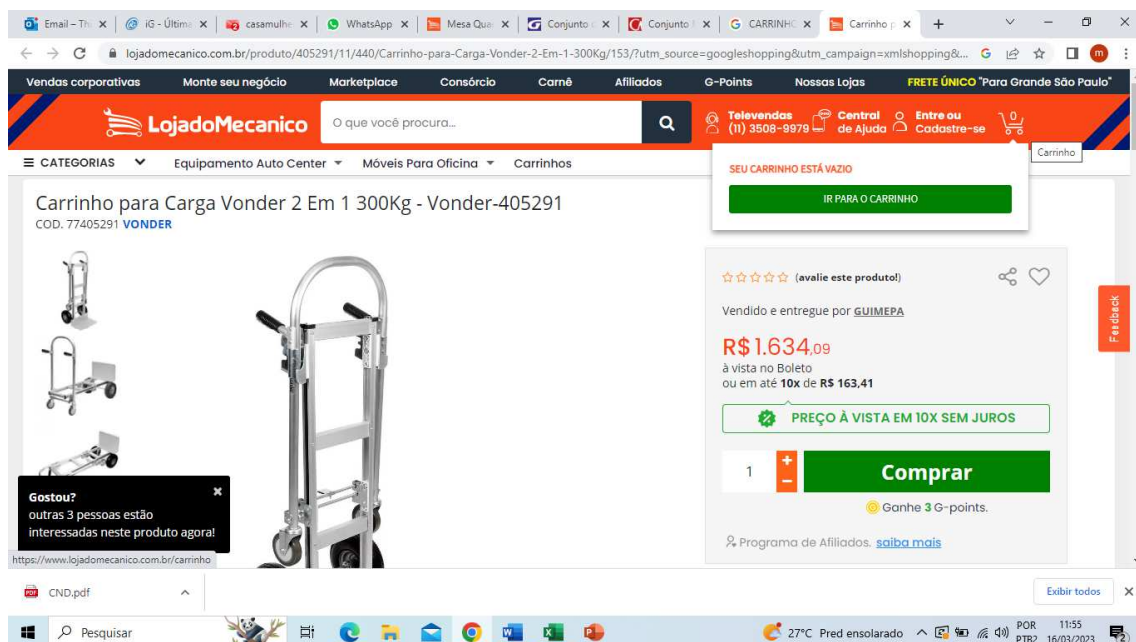 Email – Th
iG - Última
casamulhe
WhatsApp
Mesa Qua
Conjunto
Conjunto
CARRINHO
Carrinho p
lojadomecanico.com.br/produto/405291/11/440/Carrinho-para-Carga-Vonder-2-Em-1-300Kg/153/?utm_source=googleshopping&utm_campaign=xmlshopping&...
Vendas corporativas
Monte seu negócio
Marketplace
Consórcio
Carnê
Afiliados
G-Points
Nossas Lojas
FRETE ÚNICO "Para Grande São Paulo"
LojadoMecanico
O que você procura...
Televendas
(11) 3508-9979
Central
de Ajuda
Entre ou
Cadastre-se
0
Carrinho
CATEGORIAS
Equipamento Auto Center
Móveis Para Oficina
Carrinhos
SEU CARRINHO ESTÁ VAZIO
IR PARA O CARRINHO
Carrinho para Carga Vonder 2 Em 1 300Kg - Vonder-405291
COD. 77405291 VONDER
(avalie este produto!)
Vendido e entregue por GUIMEPA
R$1.634,09
à vista no Boleto
ou em até 10x de R$ 163,41
PREÇO À VISTA EM 10X SEM JUROS
1
+
−
Comprar
Ganhe 3 G-points.
Programa de Afiliados. saiba mais
Feedback
Gostou?
outras 3 pessoas estão
interessadas neste produto agora!
https://www.lojadomecanico.com.br/carrinho
CND.pdf
Exibir todos
Pesquisar
27°C Pred ensolarado
POR
PTB2
11:55
16/03/2023